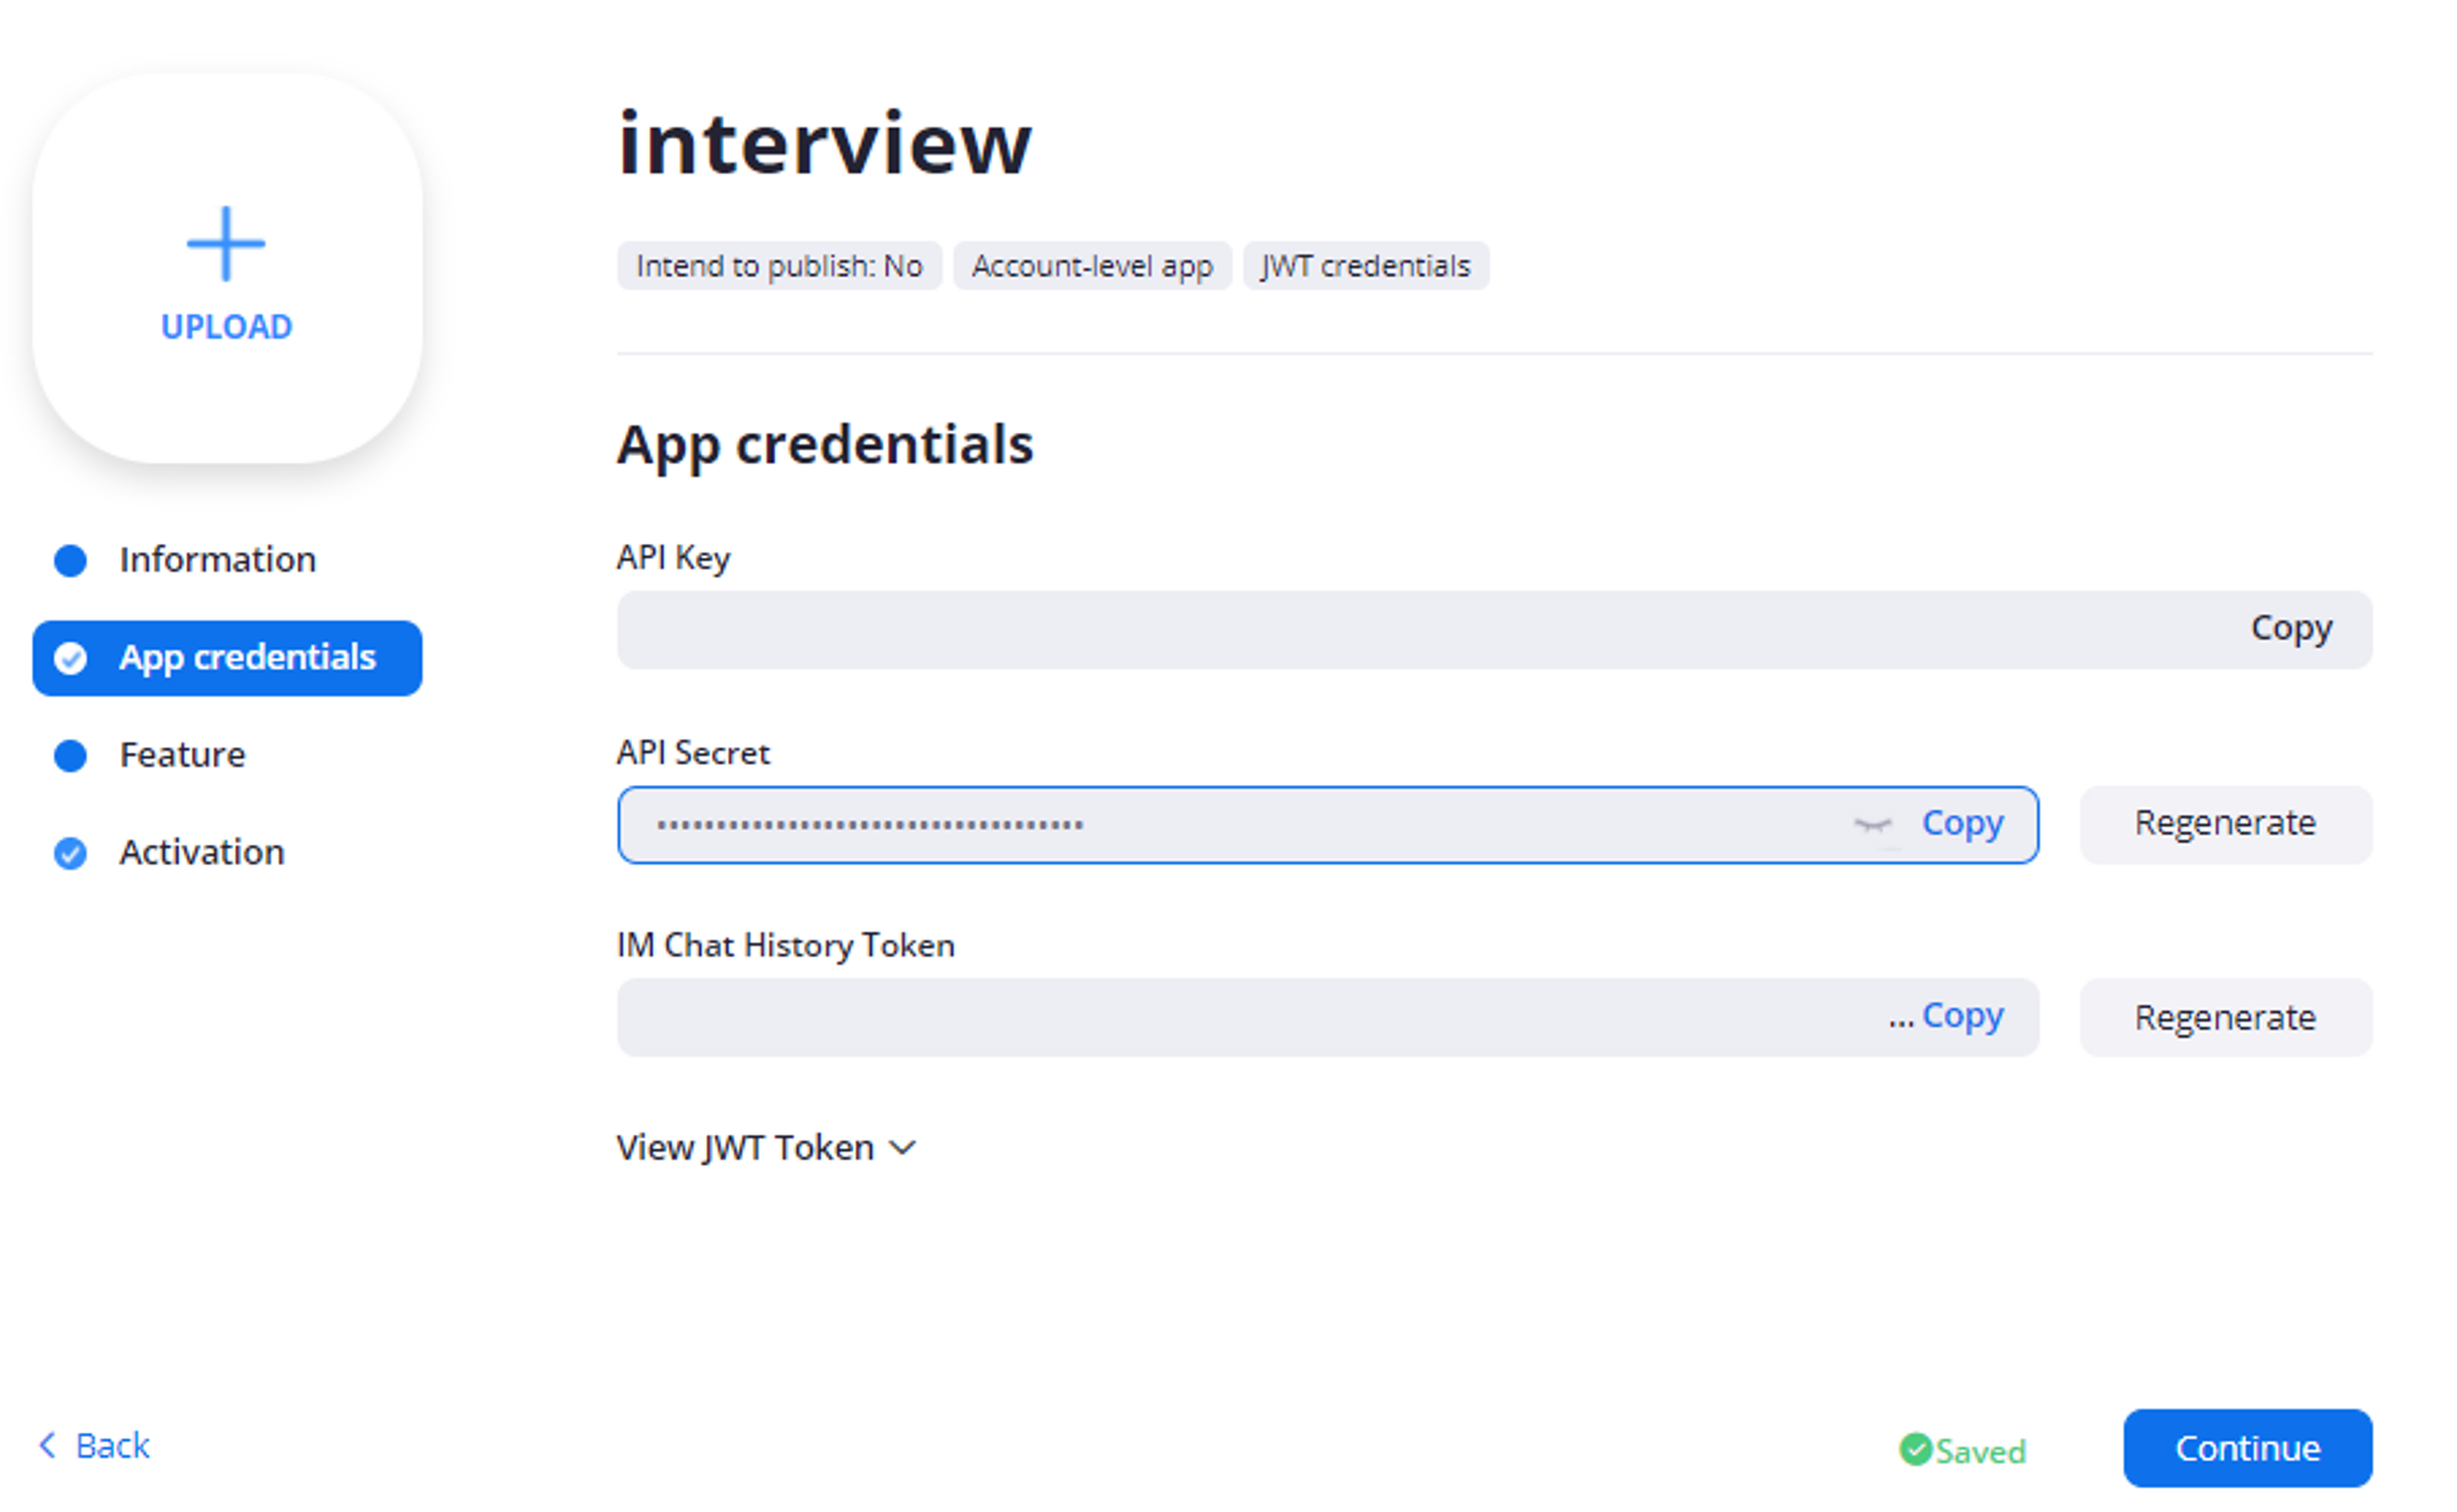 interview
UPLOAD
Intend to publish: No Account-level app JWT credentials
App credentials
Information
App credentials
Feature
Activation
API Key
Copy
API Secret
•••••••••••••••••••••••••••••••••••• Copy Regenerate
IM Chat History Token
... Copy Regenerate
View JWT Token
Back
Saved Continue